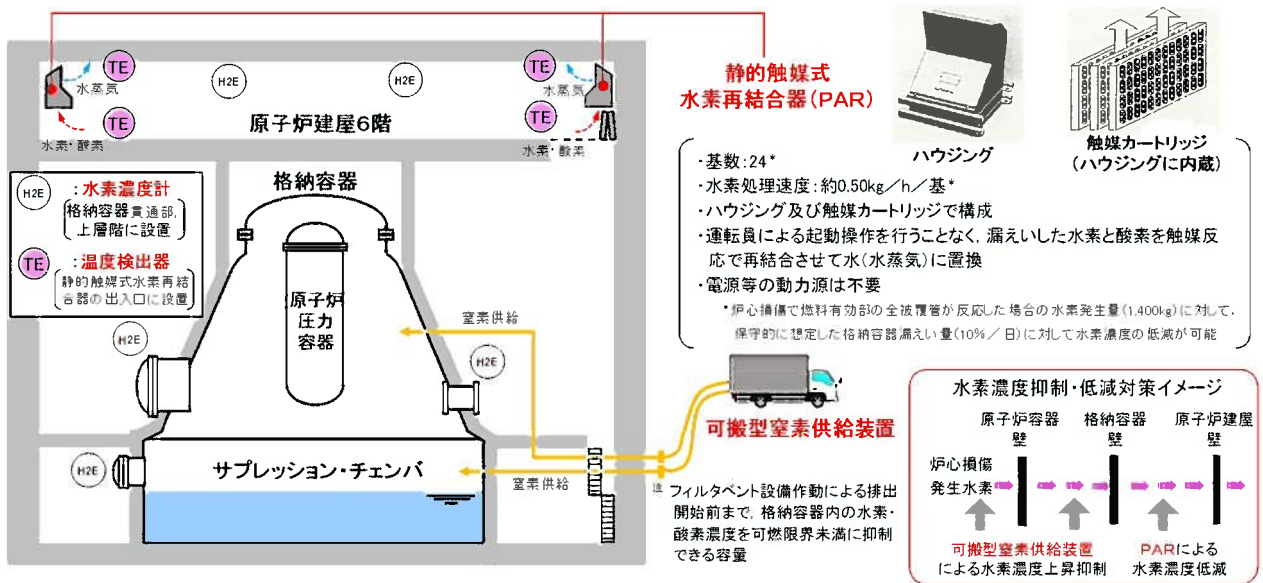 TE
H2E
H2E
TE
水蒸気
水蒸気
TE
TE
水素・酸素
原子炉建屋6階
水素・酸素
静的触媒式
水素再結合器(PAR)
ハウジング
触媒カートリッジ
(ハウジングに内蔵)
・基数:24*
・水素処理速度:約0.50kg/h/基*
・ハウジング及び触媒カートリッジで構成
・運転員による起動操作を行うことなく,漏えいした水素と酸素を触媒反
応で再結合させて水(水蒸気)に置換
・電源等の動力源は不要
*炉心損傷で燃料有効部の全被覆管が反応した場合の水素発生量(1,400kg)に対して,
保守的に想定した格納容器漏えい量(10%/日)に対して水素濃度の低減が可能
H2E
:水素濃度計
格納容器貫通部,
上層階に設置
TE
:温度検出器
静的触媒式水素再結
合器の出入口に設置
格納容器
原子炉
圧力
容器
窒素供給
H2E
H2E
H2E
サプレッション・チェンバ
窒素供給
可搬型窒素供給装置
フィルタベント設備作動による排出
開始前まで,格納容器内の水素・
酸素濃度を可燃限界未満に抑制
できる容量
水素濃度抑制・低減対策イメージ
原子炉容器
壁
格納容器
壁
原子炉建屋
壁
炉心損傷
発生水素
可搬型窒素供給装置
による水素濃度上昇抑制
PARによる
水素濃度低減